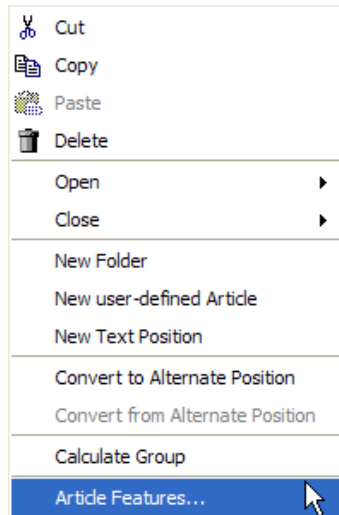 Cut
Copy
Paste
Delete
Open
Close
New Folder
New user-defined Article
New Text Position
Convert to Alternate Position
Convert from Alternate Position
Calculate Group
Article Features...